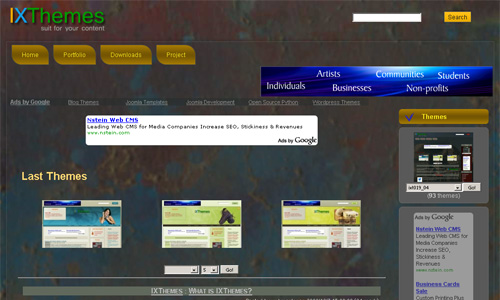 IXThemes
suit for your content
Search
Home
Portfolio
Downloads
Project
Artists
Communities
Students
Individuals
Businesses
Non-profits
Ads by Google
Blog Themes
Joomla Templates
Joomla Development
Open Source Python
Wordpress Themes
Themes
Nstein Web CMS
Leading Web CMS for Media Companies Increase SEO, Stickiness & Revenues
www.nstein.com
Ads by Google
ixt019_04
Go!
(93 themes)
Last Themes
Ads by Google
Nstein Web CMS
Leading Web CMS
for Media
Companies
Increase SEO,
Stickiness &
Revenues
www.nstein.com
Business Cards
Sale
Custom Printing Plus
5
Go!
IXThemes : What is IXThemes?